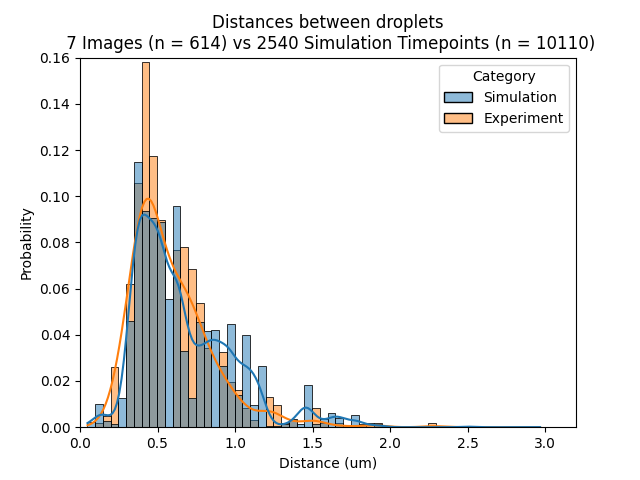 Distances between droplets
7 Images (n = 614) vs 2540 Simulation Timepoints (n = 10110)
Category
Simulation
Experiment
0.16
0.14
0.12
0.10
0.08
0.06
0.04
0.02
0.00
Probability
0.0 0.5 1.0 1.5 2.0 2.5 3.0
Distance (um)